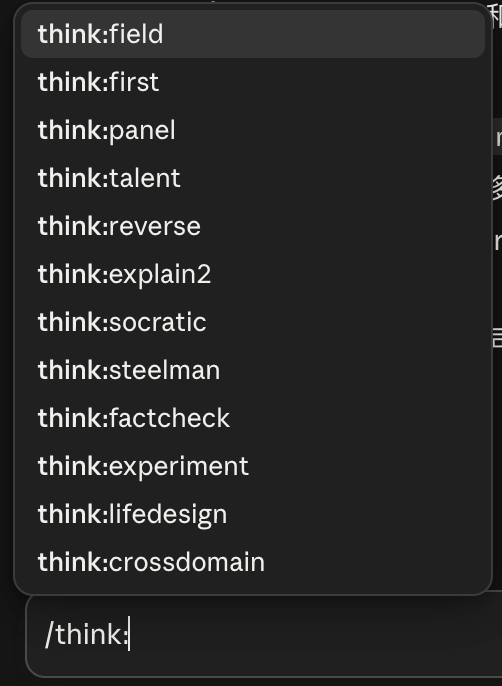 think:field
think:first
think:panel
think:talent
think:reverse
think:explain2
think:socratic
think:steelman
think:factcheck
think:experiment
think:lifedesign
think:crossdomain
/think: